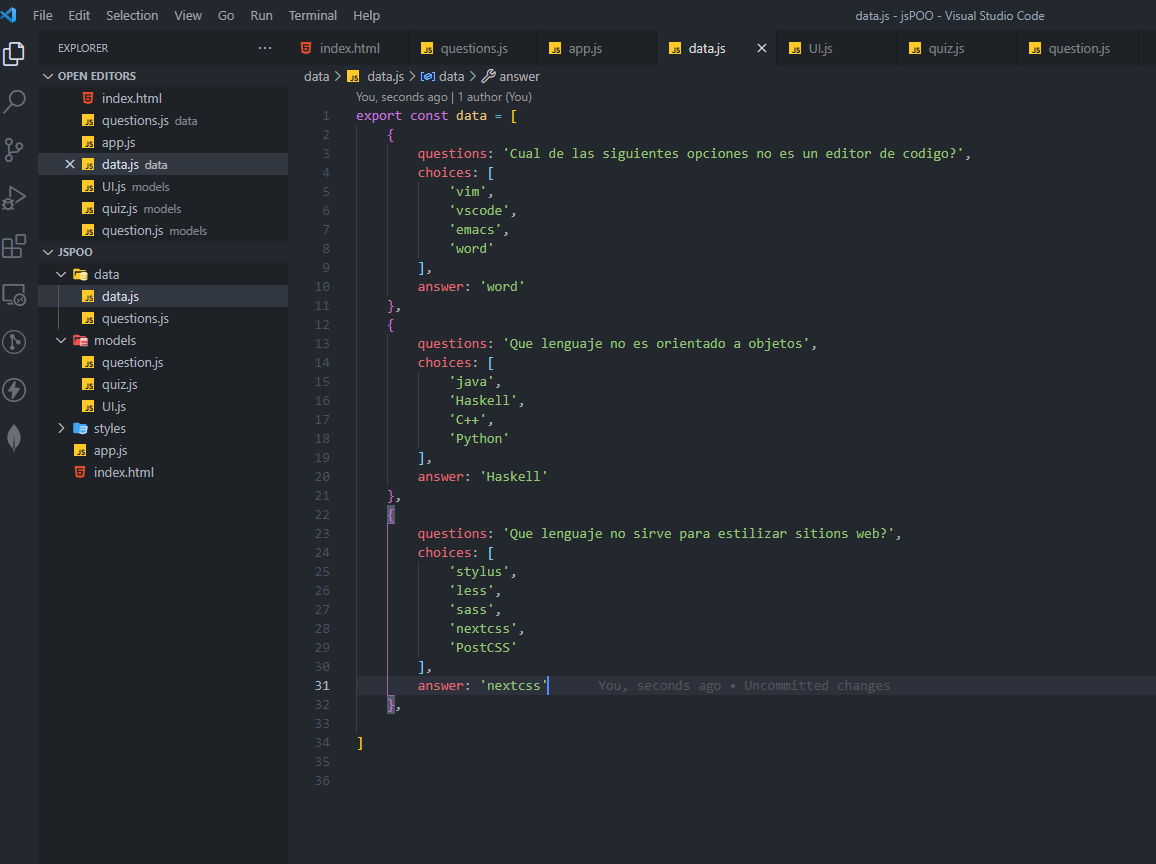 File Edit Selection View Go Run Terminal Help data.js - jsPOO - Visual Studio Code
EXPLORER ···
OPEN EDITORS
index.html
questions.js data
app.js
data.js data
UI.js models
quiz.js models
question.js models
JSPOO
data
data.js
questions.js
models
question.js
quiz.js
UI.js
styles
app.js
index.html
index.html questions.js app.js data.js UI.js quiz.js question.js
data > data.js > data > answer
You, seconds ago | 1 author (You)
1 export const data = [
2 {
3 questions: 'Cual de las siguientes opciones no es un editor de codigo?',
4 choices: [
5 'vim',
6 'vscode',
7 'emacs',
8 'word'
9 ],
10 answer: 'word'
11 },
12 {
13 questions: 'Que lenguaje no es orientado a objetos',
14 choices: [
15 'java',
16 'Haskell',
17 'C++',
18 'Python'
19 ],
20 answer: 'Haskell'
21 },
22 {
23 questions: 'Que lenguaje no sirve para estilizar sitions web?',
24 choices: [
25 'stylus',
26 'less',
27 'sass',
28 'nextcss',
29 'PostCSS'
30 ],
31 answer: 'nextcss' You, seconds ago • Uncommitted changes
32 },
33
34 ]
35
36